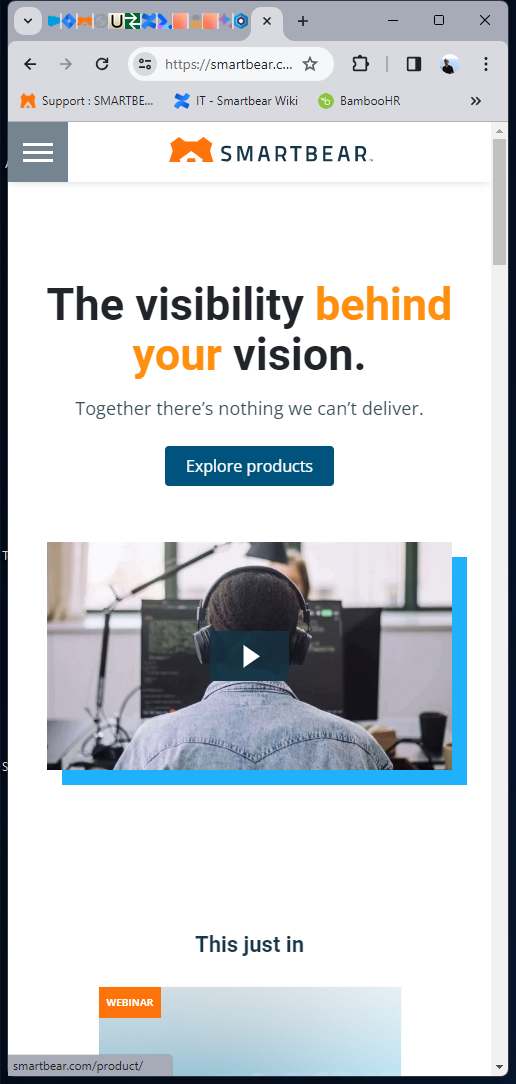 https://smartbear.c...
Support : SMARTBE...
IT - Smartbear Wiki
BambooHR
SMARTBEAR
The visibility behind
your vision.
Together there’s nothing we can’t deliver.
Explore products
This just in
WEBINAR
smartbear.com/product/